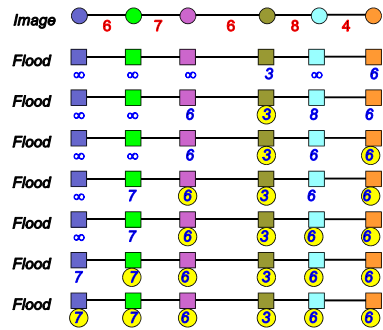 Image
6 7 6 8 4
Flood
∞ ∞ ∞ 3 ∞ 6
Flood
∞ ∞ 6 3 8 6
Flood
∞ ∞ 6 3 6 6
Flood
∞ 7 6 3 6 6
Flood
∞ 7 6 3 6 6
Flood
7 7 6 3 6 6
Flood
7 7 6 3 6 6